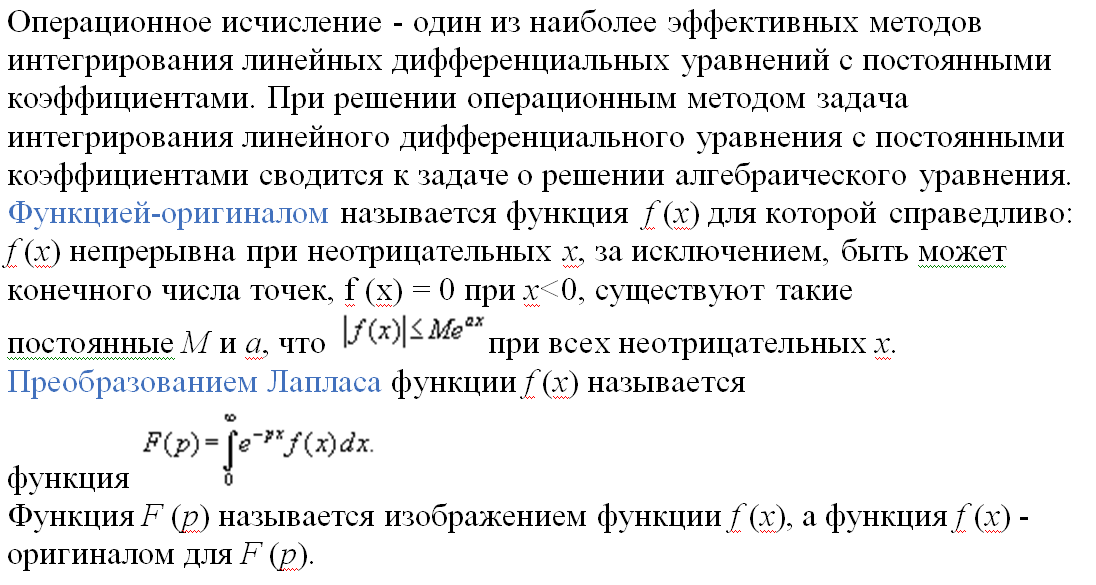 Операционное исчисление - один из наиболее эффективных методов
интегрирования линейных дифференциальных уравнений с постоянными
коэффициентами. При решении операционным методом задача
интегрирования линейного дифференциального уравнения с постоянными
коэффициентами сводится к задаче о решении алгебраического уравнения.
Функцией-оригиналом называется функция f (x) для которой справедливо:
f (x) непрерывна при неотрицательных x, за исключением, быть может
конечного числа точек, f (x) = 0 при x<0, существуют такие
постоянные M и a, что |f(x)| ≤ Me^{ax} при всех неотрицательных x.
Преобразованием Лапласа функции f (x) называется
функция F(p) = ∫_0^∞ e^{-px} f(x) dx.
Функция F (p) называется изображением функции f (x), а функция f (x) -
оригиналом для F (p).